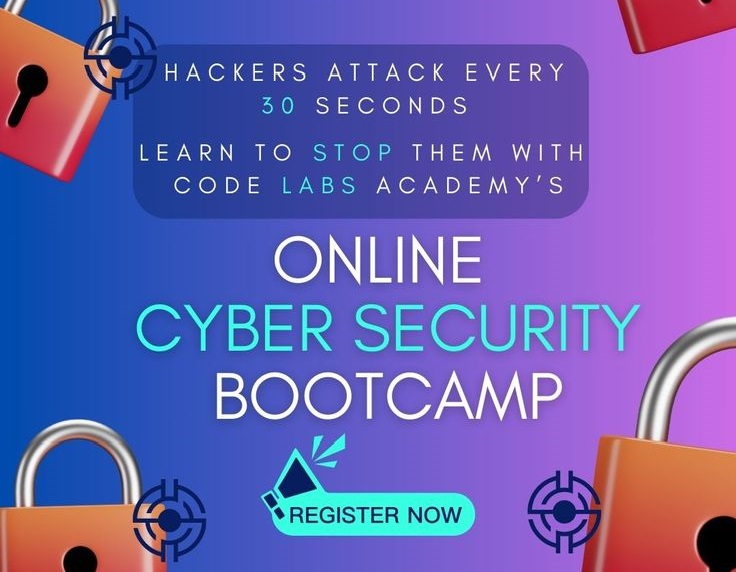 HACKERS ATTACK EVERY
30 SECONDS
LEARN TO STOP THEM WITH
CODE LABS ACADEMY'S
ONLINE
CYBER SECURITY
BOOTCAMP
REGISTER NOW